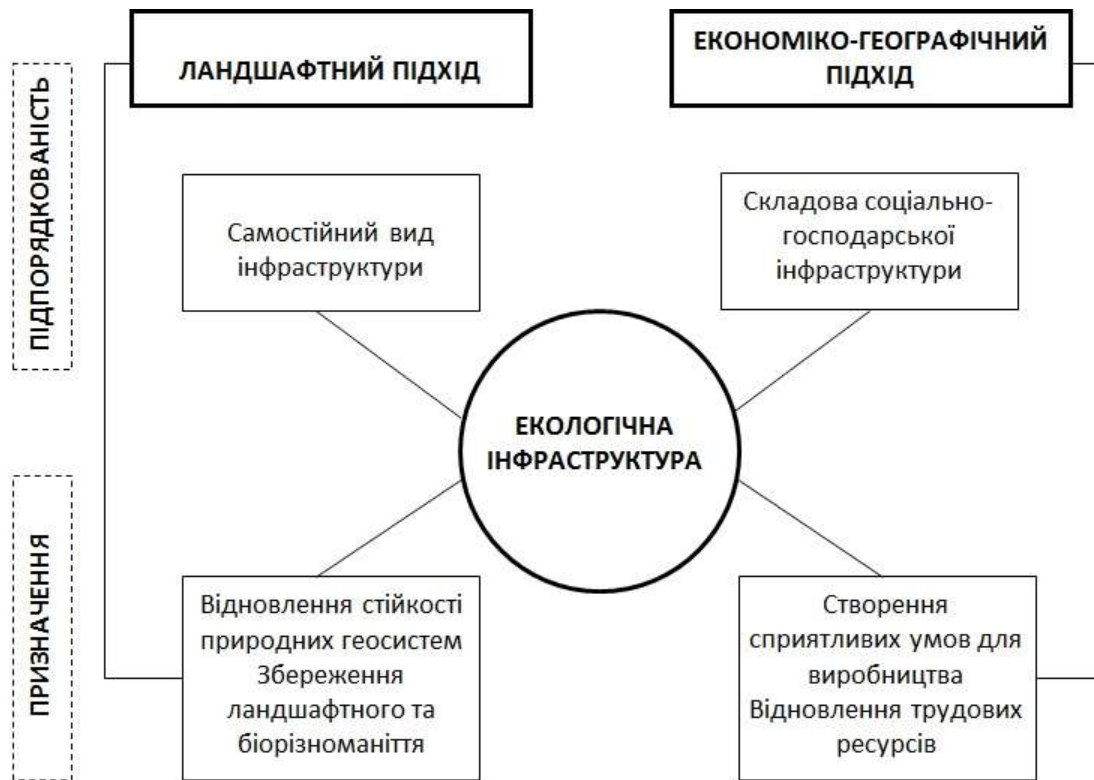 ЛАНДШАФТНИЙ ПІДХІД
ЕКОНОМІКО-ГЕОГРАФІЧНИЙ
ПІДХІД
ПІДПОРЯДКОВАНІСТЬ
Самостійний вид
інфраструктури
Складова соціально-
господарської
інфраструктури
ЕКОЛОГІЧНА
ІНФРАСТРУКТУРА
ПРИЗНАЧЕННЯ
Відновлення стійкості
природних геосистем
Збереження
ландшафтного та
біорізноманіття
Створення
сприятливих умов для
виробництва
Відновлення трудових
ресурсів